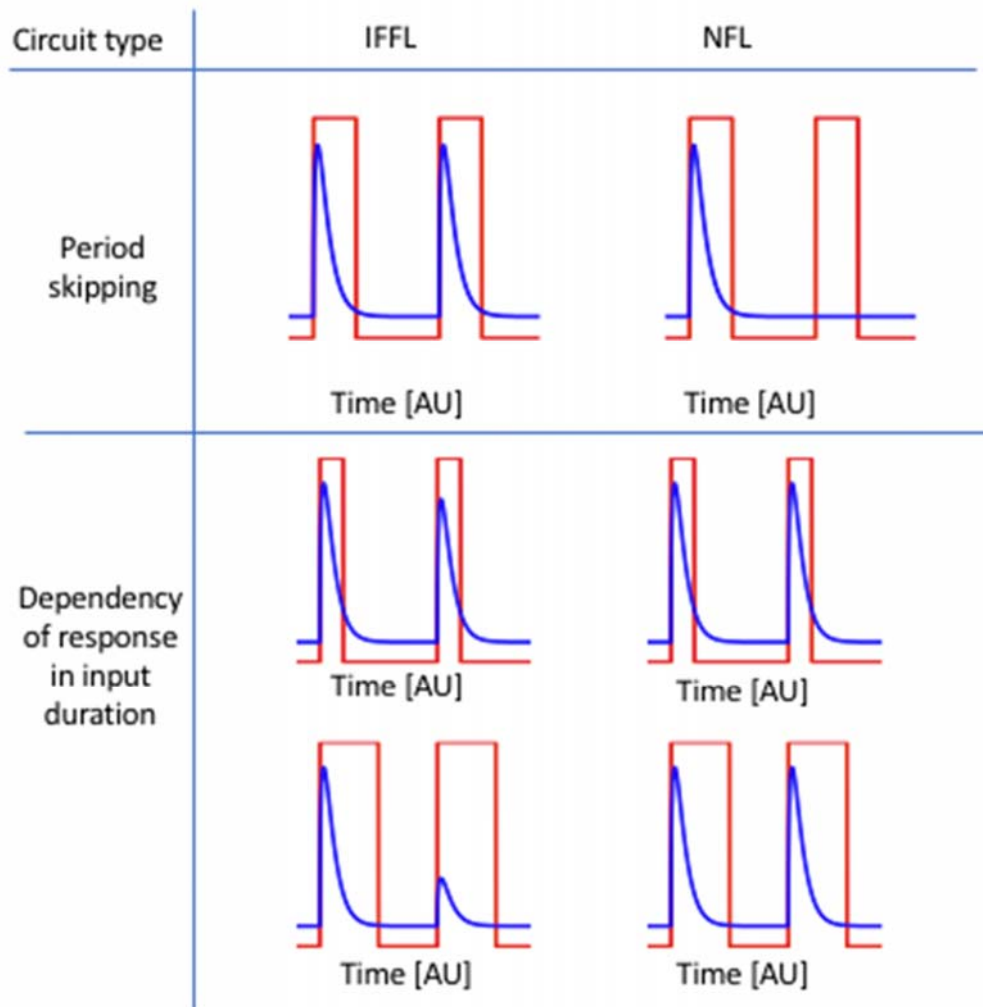 Circuit type
IFFL
NFL
Period
skipping
Time [AU]
Time [AU]
Dependency
of response
in input
duration
Time [AU]
Time [AU]
Time [AU]
Time [AU]